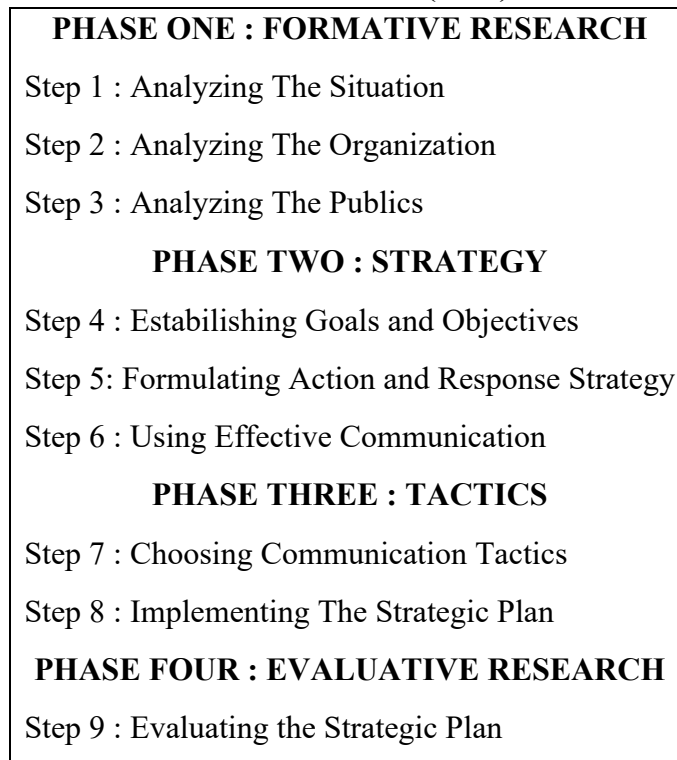 PHASE ONE : FORMATIVE RESEARCH
Step 1 : Analyzing The Situation
Step 2 : Analyzing The Organization
Step 3 : Analyzing The Publics
PHASE TWO : STRATEGY
Step 4 : Estabilishing Goals and Objectives
Step 5: Formulating Action and Response Strategy
Step 6 : Using Effective Communication
PHASE THREE : TACTICS
Step 7 : Choosing Communication Tactics
Step 8 : Implementing The Strategic Plan
PHASE FOUR : EVALUATIVE RESEARCH
Step 9 : Evaluating the Strategic Plan